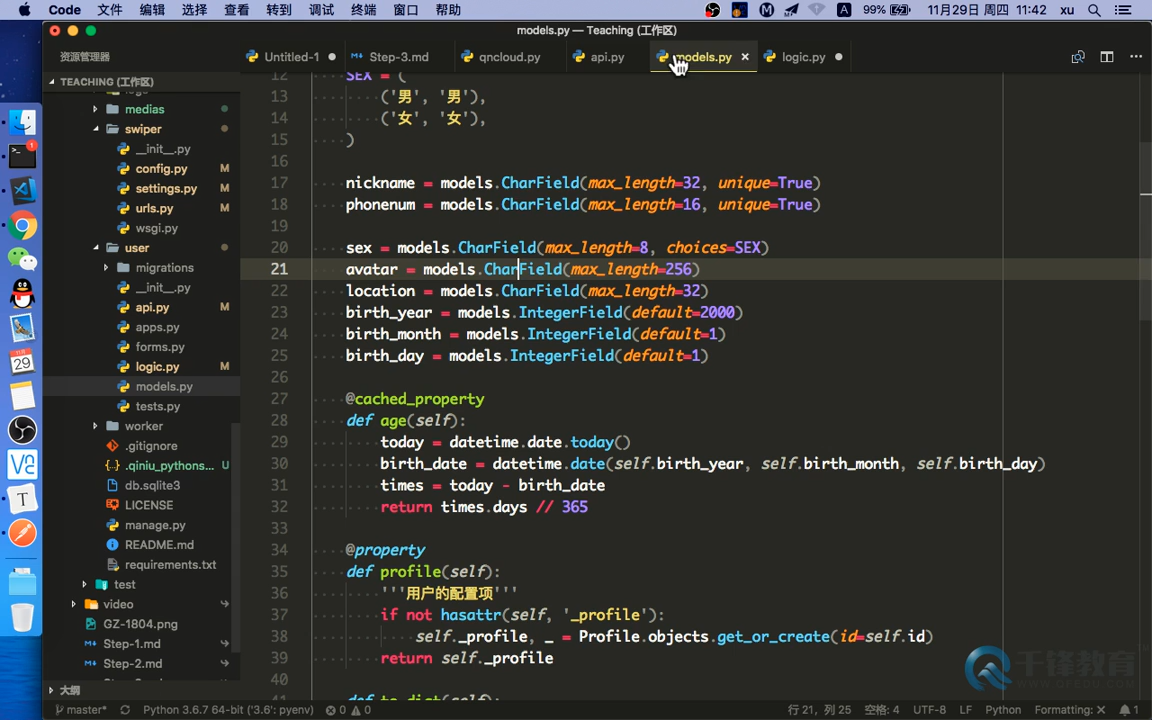 Code 文件 编辑 选择 查看 转到 调试 终端 窗口 帮助 99% 11月29日 周四 11:42 xu
models.py — Teaching (工作区)
资源管理器
Untitled-1 Step-3.md qncloud.py api.py models.py logic.py
TEACHING (工作区)
medias
swiper
__init__.py
config.py M
settings.py M
urls.py M
wsgi.py
user
migrations
__init__.py
api.py M
apps.py
forms.py
logic.py M
models.py
tests.py
worker
.gitignore
.qiniu_pythons... U
db.sqlite3
LICENSE
manage.py
README.md
requirements.txt
test
video
GZ-1804.png
Step-1.md
Step-2.md
大纲
12 SEX = (
13 ('男', '男'),
14 ('女', '女'),
15 )
16
17 nickname = models.CharField(max_length=32, unique=True)
18 phonenum = models.CharField(max_length=16, unique=True)
19
20 sex = models.CharField(max_length=8, choices=SEX)
21 avatar = models.CharField(max_length=256)
22 location = models.CharField(max_length=32)
23 birth_year = models.IntegerField(default=2000)
24 birth_month = models.IntegerField(default=1)
25 birth_day = models.IntegerField(default=1)
26
27 @cached_property
28 def age(self):
29 today = datetime.date.today()
30 birth_date = datetime.date(self.birth_year, self.birth_month, self.birth_day)
31 times = today - birth_date
32 return times.days // 365
33
34 @property
35 def profile(self):
36 '''用户的配置项'''
37 if not hasattr(self, '_profile'):
38 self._profile, _ = Profile.objects.get_or_create(id=self.id)
39 return self._profile
40
41 def to_dict(self):
千锋教育
WWW.QFEDU.COM
master* Python 3.6.7 64-bit ('3.6': pyenv) 0 0 行 21, 列 25 空格: 4 UTF-8 LF Python Formatting: ✕ 1